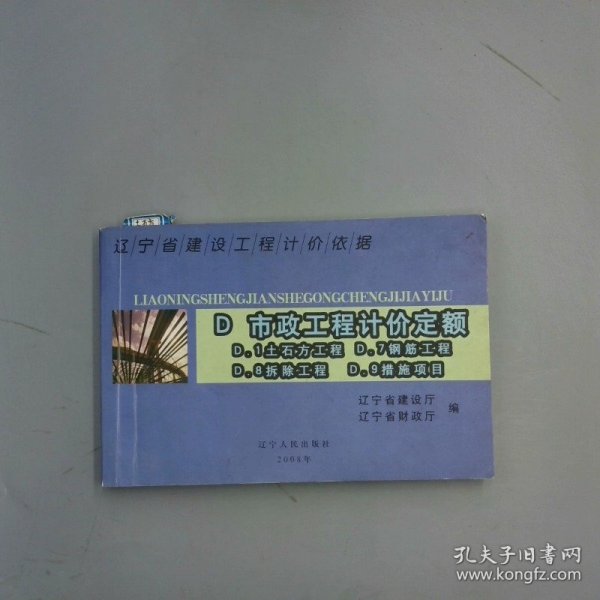 辽宁省建设工程计价依据
LIAONINGSHENGJIANSHEGONGCHENGJIJIAYIJU
D 市政工程计价定额
D.1土石方工程 D.7钢筋工程
D.8拆除工程 D.9措施项目
辽宁省建设厅
辽宁省财政厅 编
辽宁人民出版社
2008年
孔夫子旧书网
www.kongfz.com